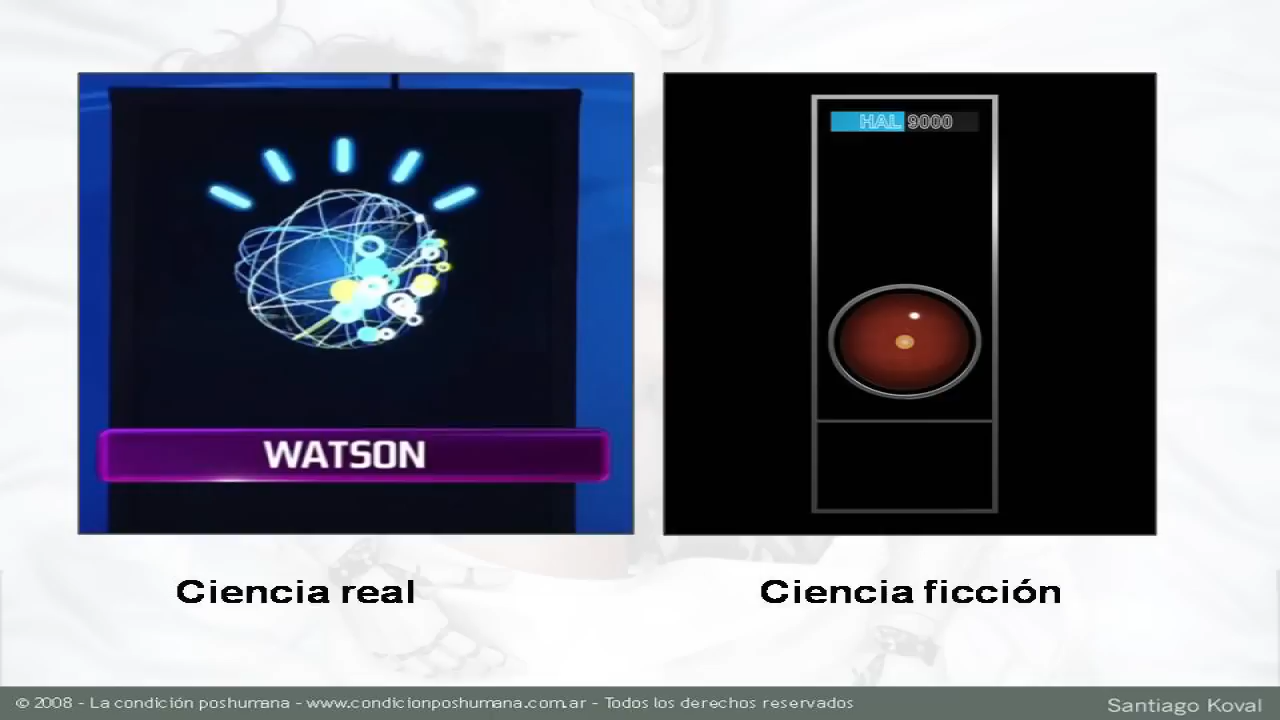 HAL 9000
WATSON
Ciencia real
Ciencia ficción
© 2008 - La condición poshumana - www.condicionposhumana.com.ar - Todos los derechos reservados
Santiago Koval